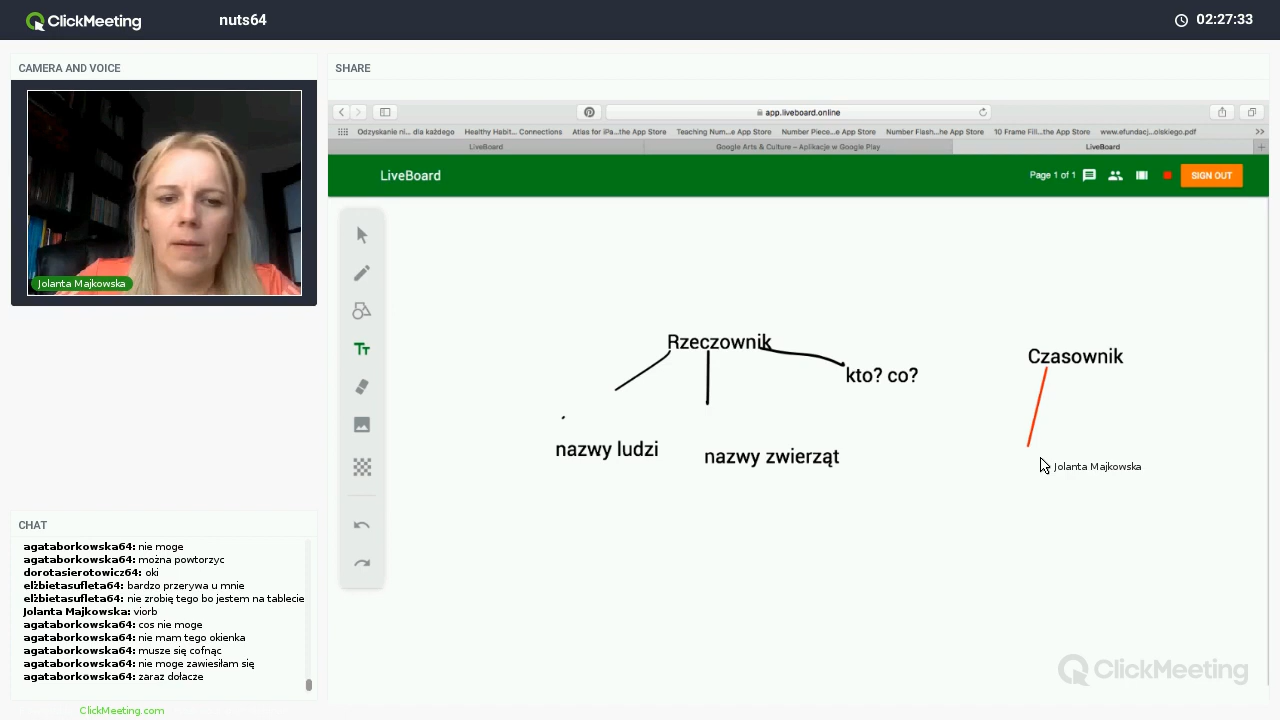 ClickMeeting
nuts64
02:27:33
CAMERA AND VOICE
SHARE
Jolanta Majkowska
app.liveboard.online
Odzyskanie ni... dla każdego
Healthy Habit... Connections
Atlas for iPa...the App Store
Teaching Num...e App Store
Number Piece...e App Store
Number Flash...he App Store
10 Frame Fill...the App Store
www.efundacj...olskiego.pdf
>>
LiveBoard
Google Arts & Culture – Aplikacje w Google Play
LiveBoard
LiveBoard
Page 1 of 1
SIGN OUT
Rzeczownik
kto? co?
Czasownik
nazwy ludzi
nazwy zwierząt
Jolanta Majkowska
CHAT
agataborkowska64: nie moge
agataborkowska64: można powtorzyc
dorotasierotowicz64: oki
elżbietasufleta64: bardzo przerywa u mnie
elżbietasufleta64: nie zrobię tego bo jestem na tablecie
Jolanta Majkowska: viorb
agataborkowska64: cos nie moge
agataborkowska64: nie mam tego okienka
agataborkowska64: musze się cofnąc
agataborkowska64: nie moge zawiesiłam się
agataborkowska64: zaraz dołacze
ClickMeeting.com
ClickMeeting